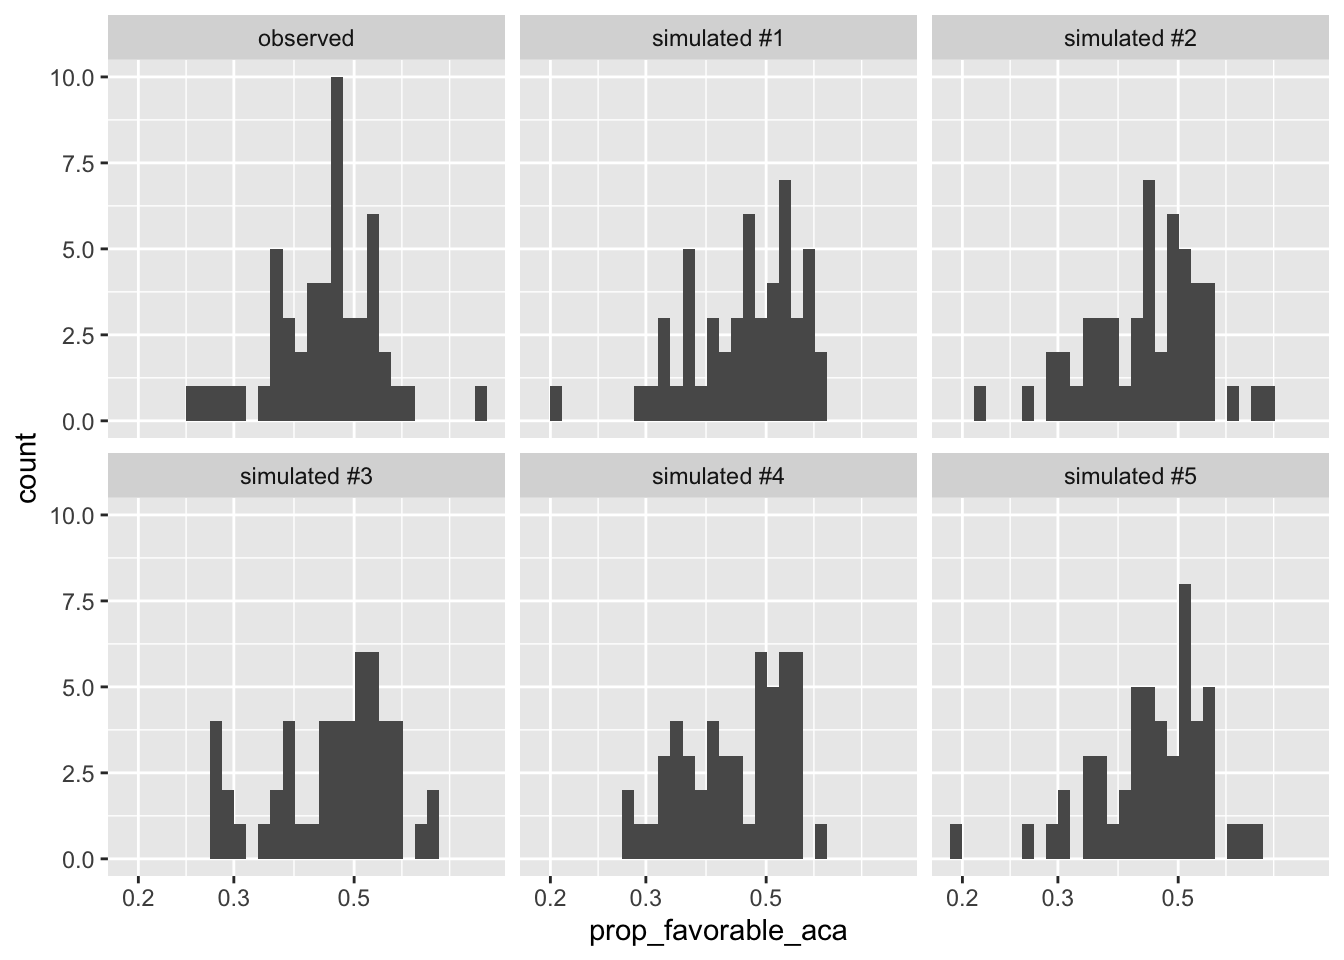 observed
simulated #1
simulated #2
10.0
7.5
5.0
2.5
0.0
simulated #3
simulated #4
simulated #5
10.0
7.5
5.0
2.5
0.0
0.2 0.3 0.5
0.2 0.3 0.5
0.2 0.3 0.5
prop_favorable_aca
count